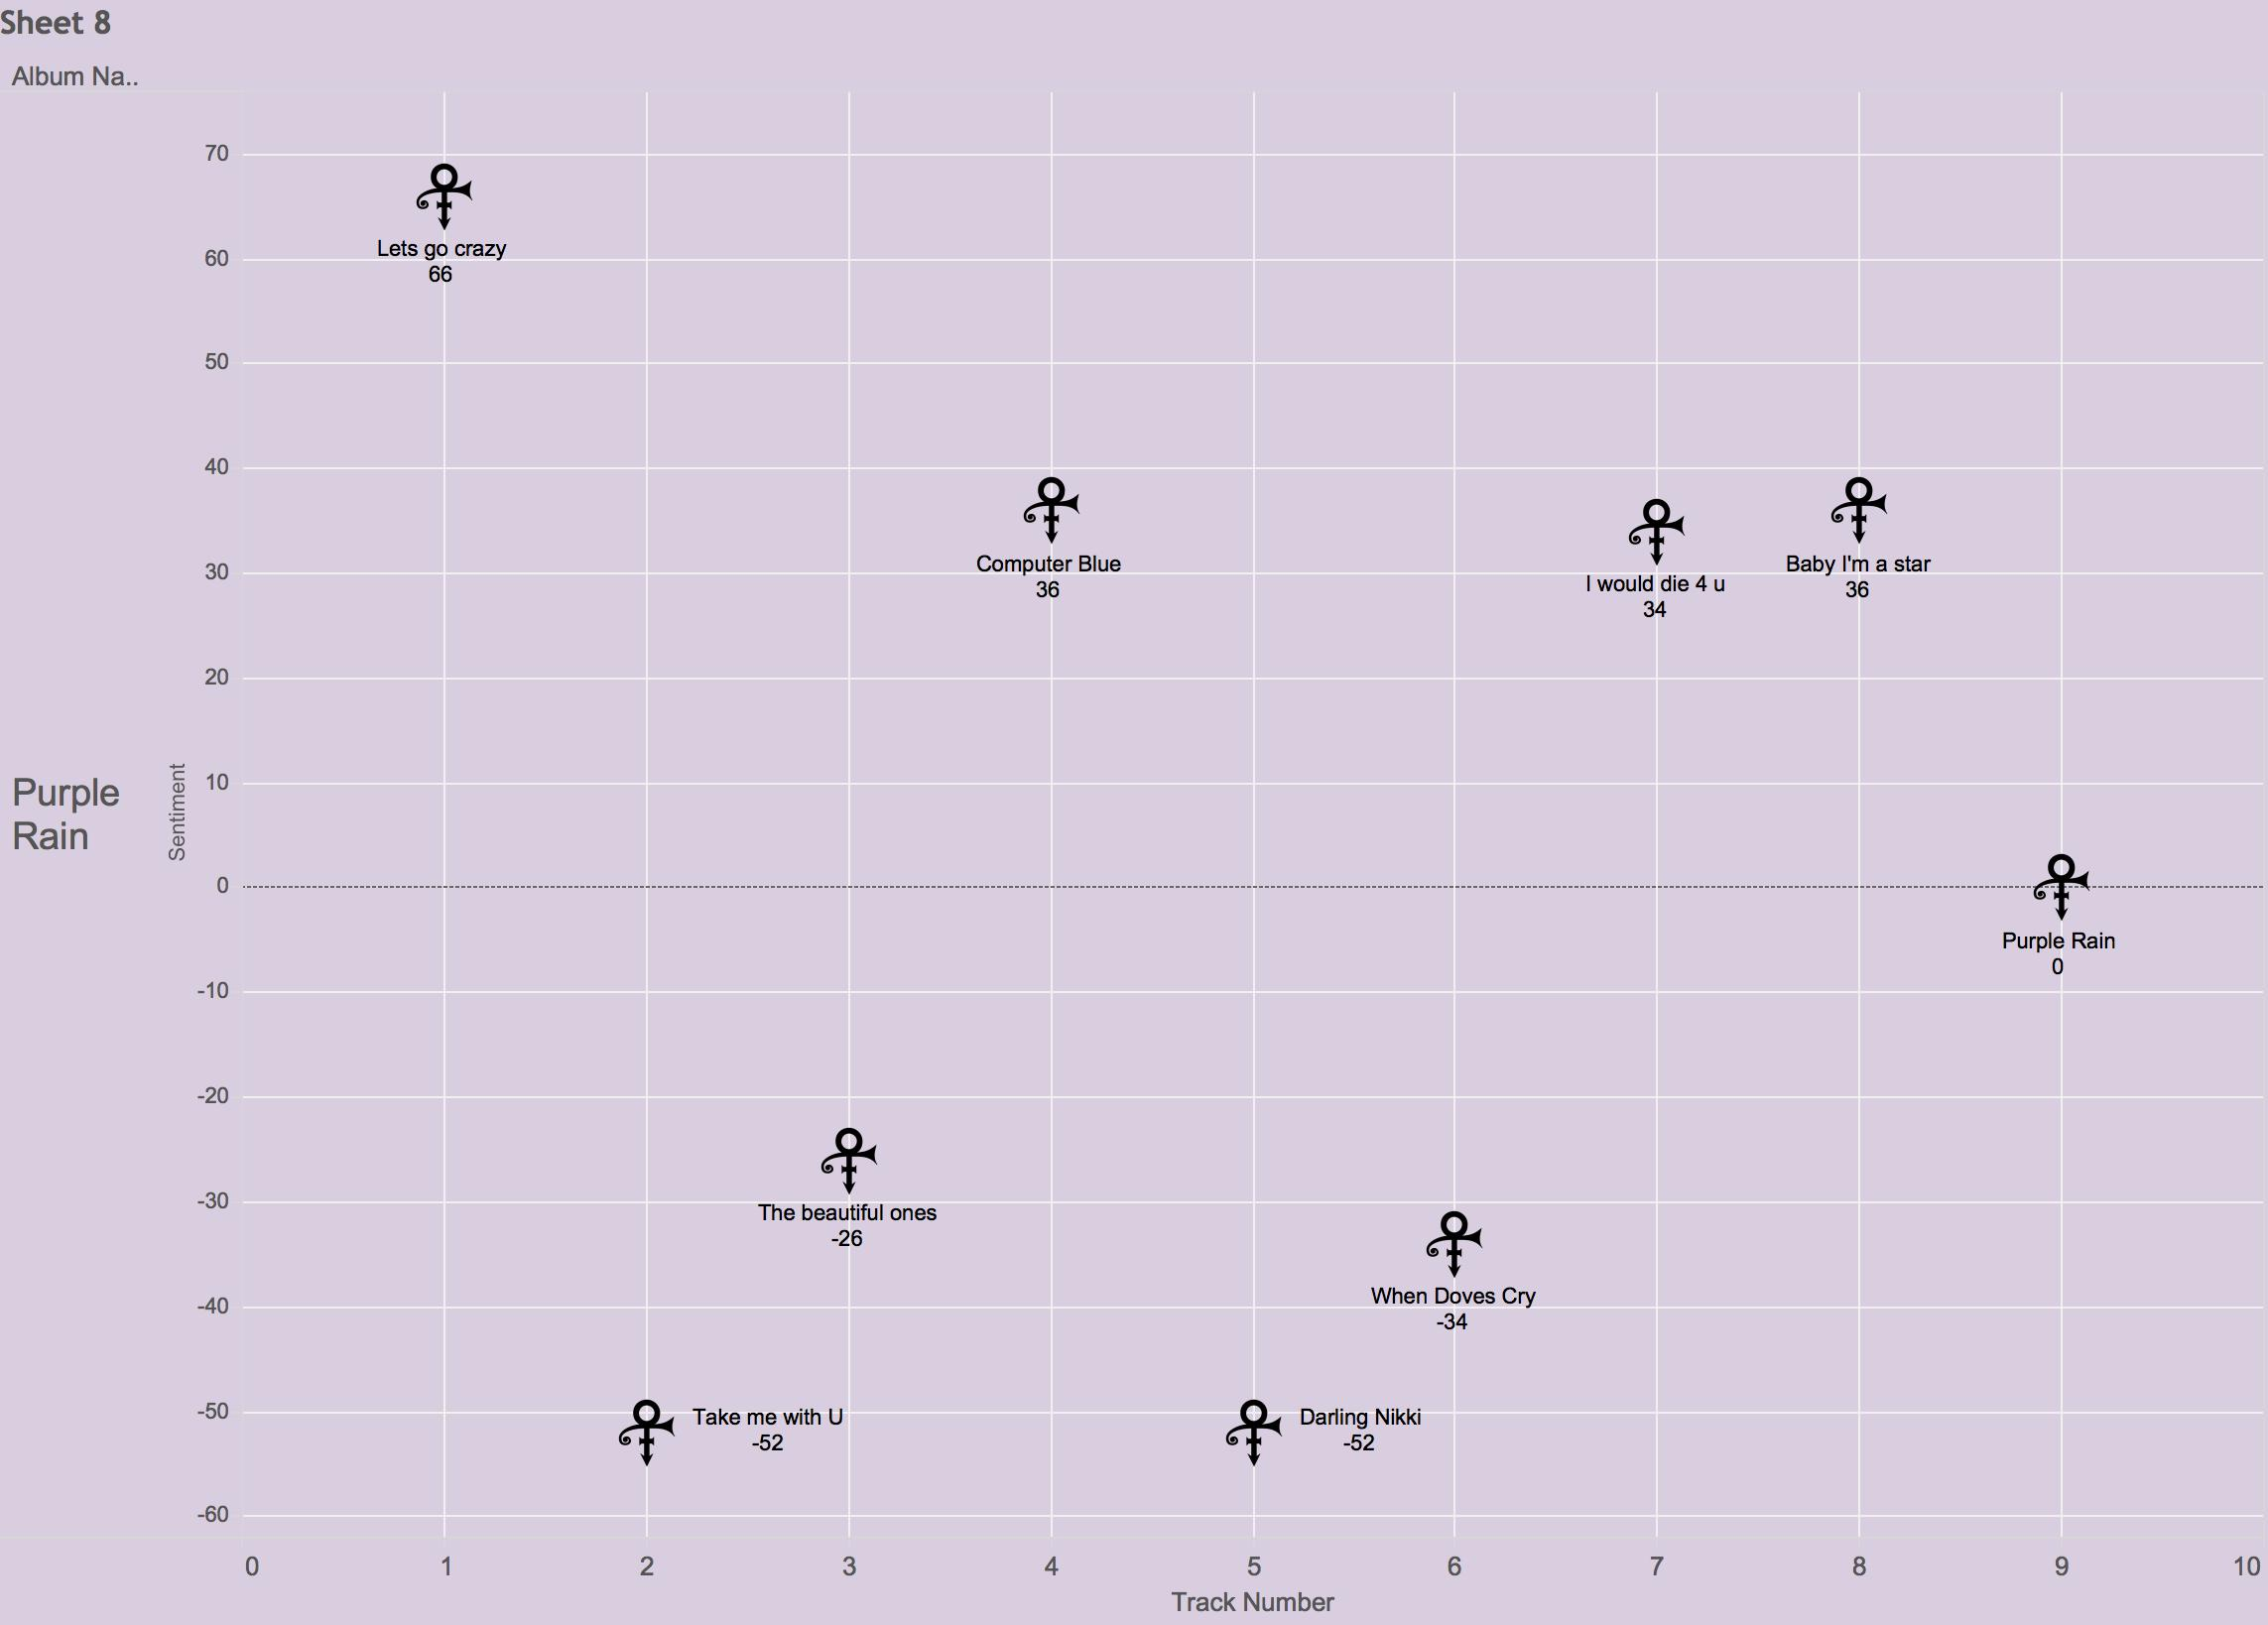 Sheet 8
Album Na..
70
Lets go crazy
66
60
50
40
Computer Blue
36
I would die 4 u
34
Baby I'm a star
36
30
20
Purple
Rain
Sentiment
10
0
Purple Rain
0
-10
-20
The beautiful ones
-26
-30
When Doves Cry
-34
-40
-50
Take me with U
-52
Darling Nikki
-52
-60
0 1 2 3 4 5 6 7 8 9 10
Track Number